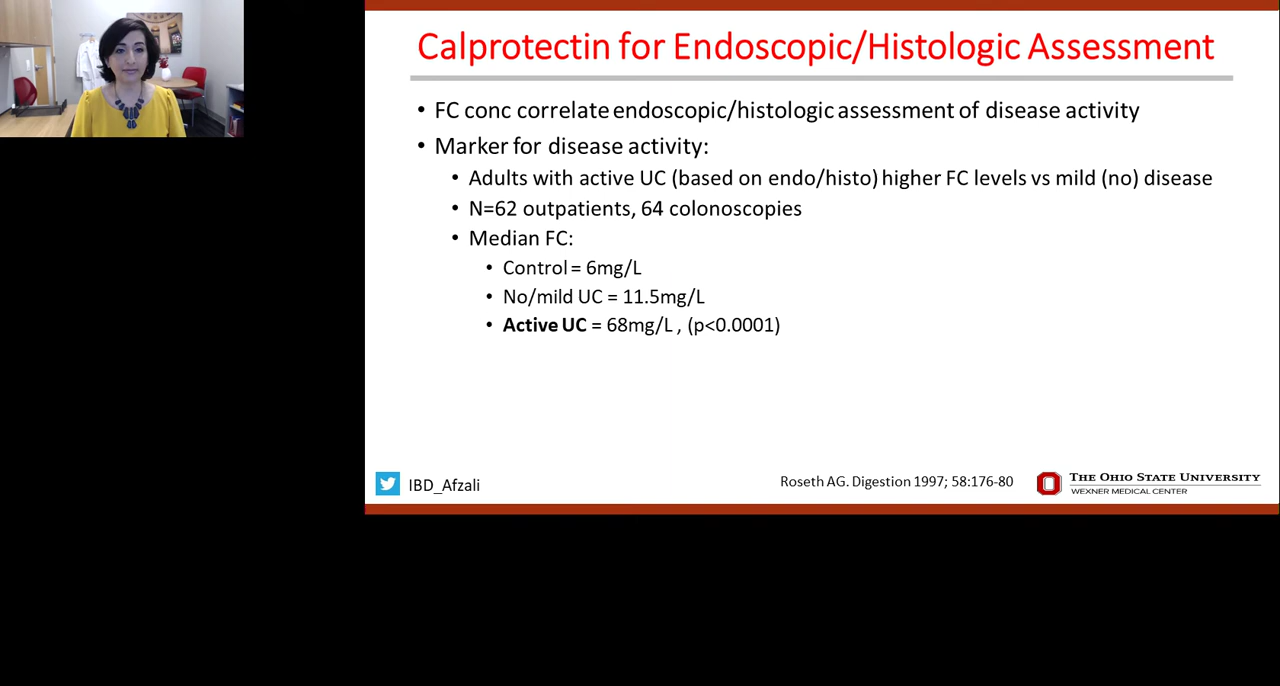 Calprotectin for Endoscopic/Histologic Assessment
• FC conc correlate endoscopic/histologic assessment of disease activity
• Marker for disease activity:
• Adults with active UC (based on endo/histo) higher FC levels vs mild (no) disease
• N=62 outpatients, 64 colonoscopies
• Median FC:
• Control = 6mg/L
• No/mild UC = 11.5mg/L
• Active UC = 68mg/L , (p<0.0001)
IBD_Afzali
Roseth AG. Digestion 1997; 58:176-80
THE OHIO STATE UNIVERSITY
WEXNER MEDICAL CENTER